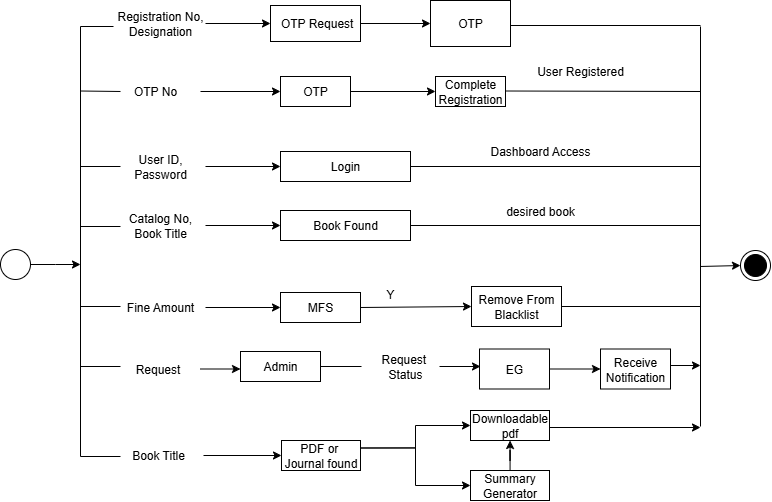 Registration No,
Designation
OTP Request
OTP
OTP No
OTP
Complete
Registration
User Registered
User ID,
Password
Login
Dashboard Access
Catalog No,
Book Title
Book Found
desired book
Fine Amount
MFS
Y
Remove From
Blacklist
Request
Admin
Request
Status
EG
Receive
Notification
Book Title
PDF or
Journal found
Downloadable
pdf
Summary
Generator